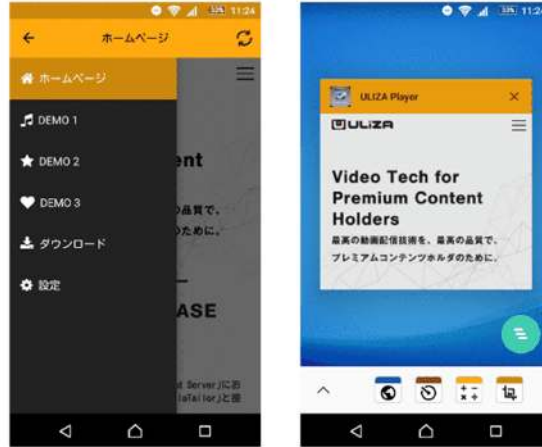 11:24
ホームページ
ホームページ
DEMO 1
DEMO 2
DEMO 3
ダウンロード
設定
ent
の品質で、
のために。
ASE
Server」にお
11:24
ULIZA Player
ULIZA
Video Tech for
Premium Content
Holders
最高の動画配信技術を、最高の品質で、
プレミアムコンテンツホルダのために。